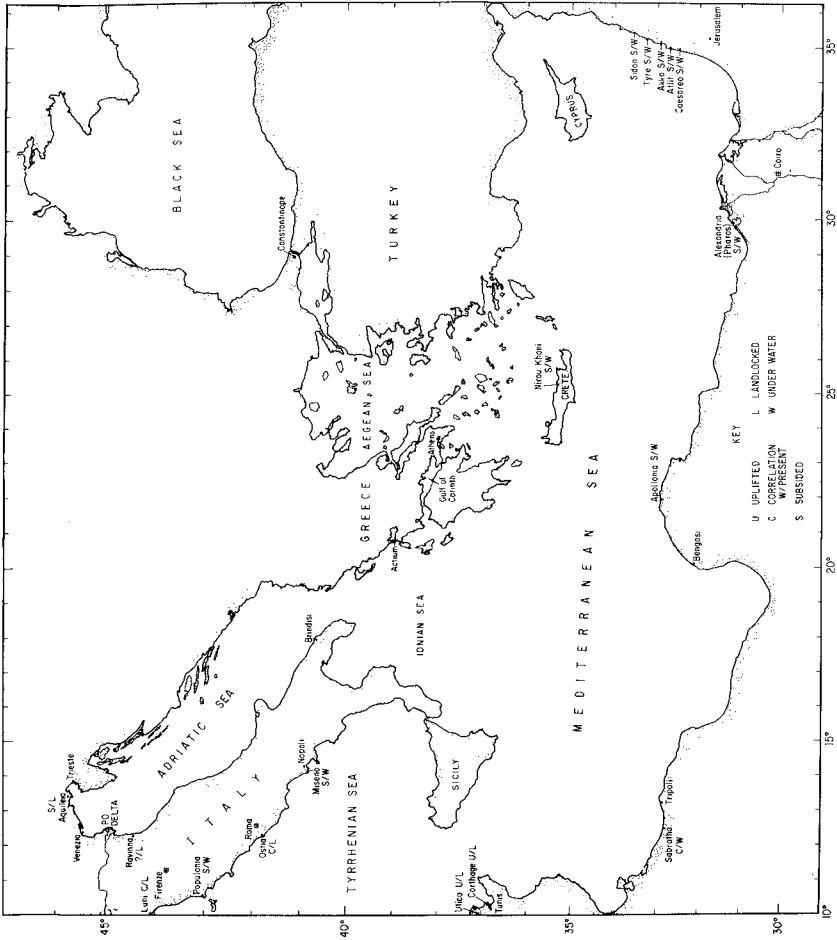 BLACK SEA
Constantinope
TURKEY
CYPRUS
Sidon S/W
Tyre S/W
Akko S/W
Atlit S/W
Caesarea S/W
Jerusalem
Cairo
Alexandria
(Pharos)
S/W
AEGEAN SEA
GREECE
Athens
Gulf of
Corinth
Actium
Nirou Khani
S/W
CRETE
IONIAN SEA
MEDITERRANEAN SEA
Apollonia S/W
Bengasi
KEY
U UPLIFTED
C CORRELATION
W/PRESENT
S SUBSIDED
L LANDLOCKED
W UNDER WATER
ADRIATIC SEA
Trieste
S/L
Aquileia
Venezia
PO
DELTA
Ravinna
?/L
ITALY
Brindisi
Luni C/L
Firenze
Populonia
S/W
Roma
Ostia
C/L
Napoli
Miseno
S/W
TYRRHENIAN SEA
SICILY
Utica U/L
Carthage U/L
Tunis
Sabratha
C/W
Tripoli
45°
40°
35°
30°
10°
15°
20°
25°
30°
35°